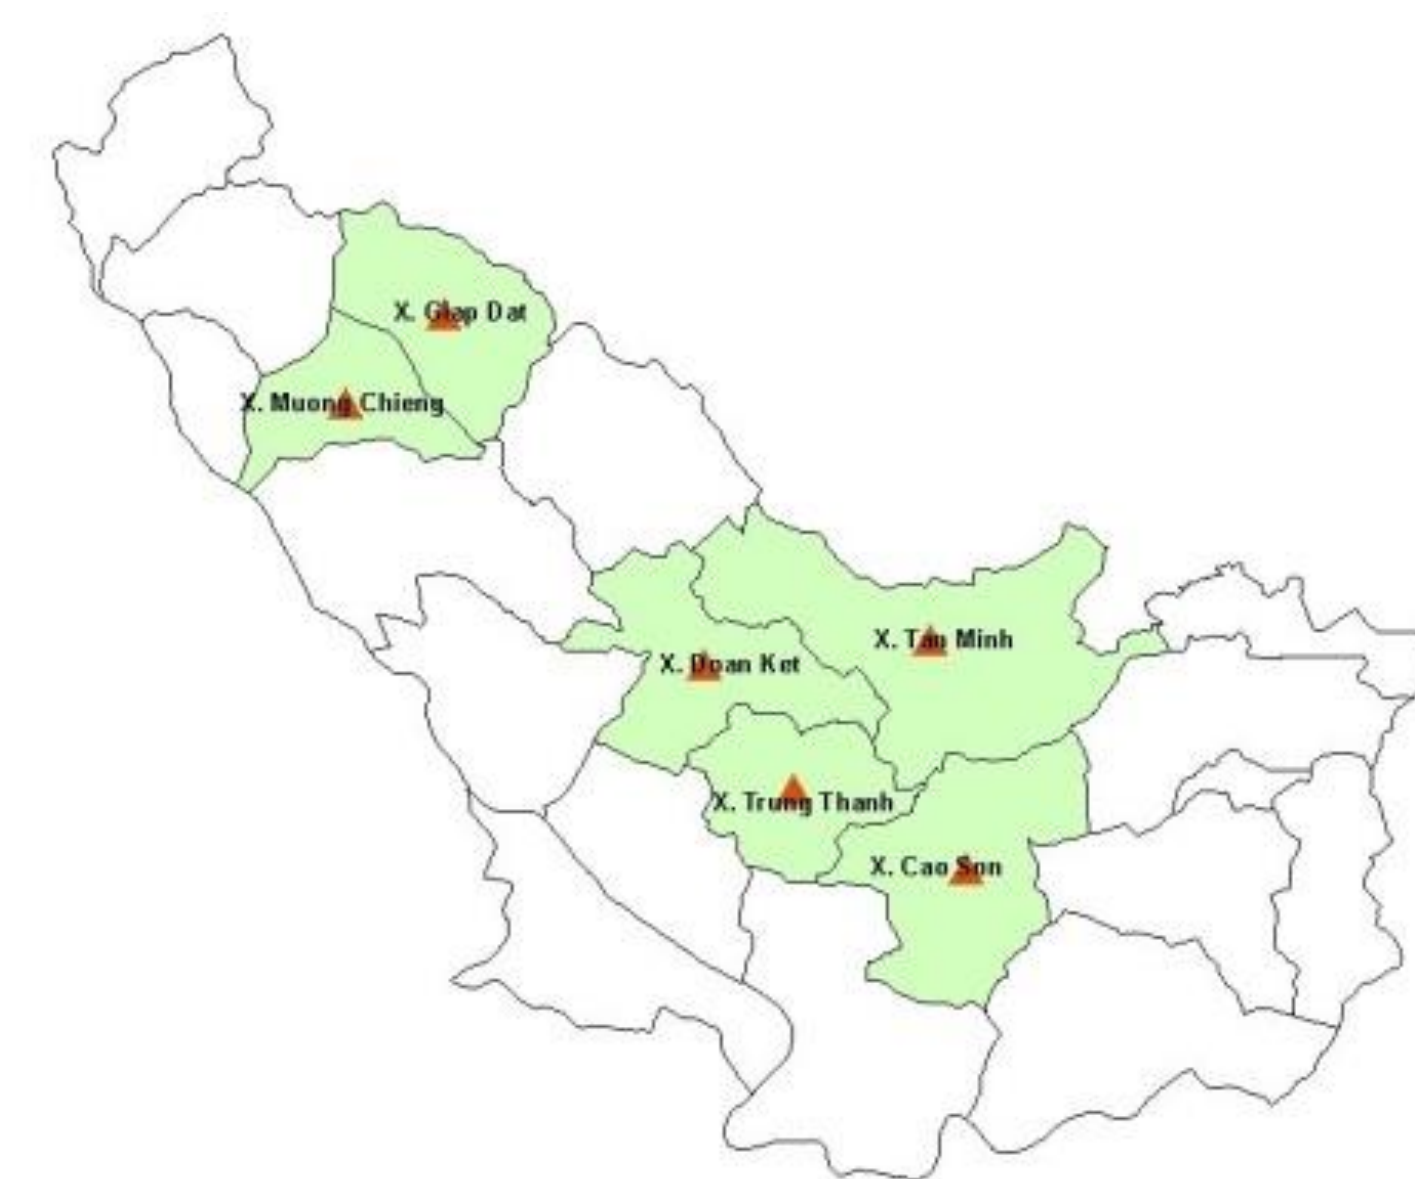 X. Giap Dat
X. Muong Chieng
X. Tan Minh
X. Doan Ket
X. Trung Thanh
X. Cao Son